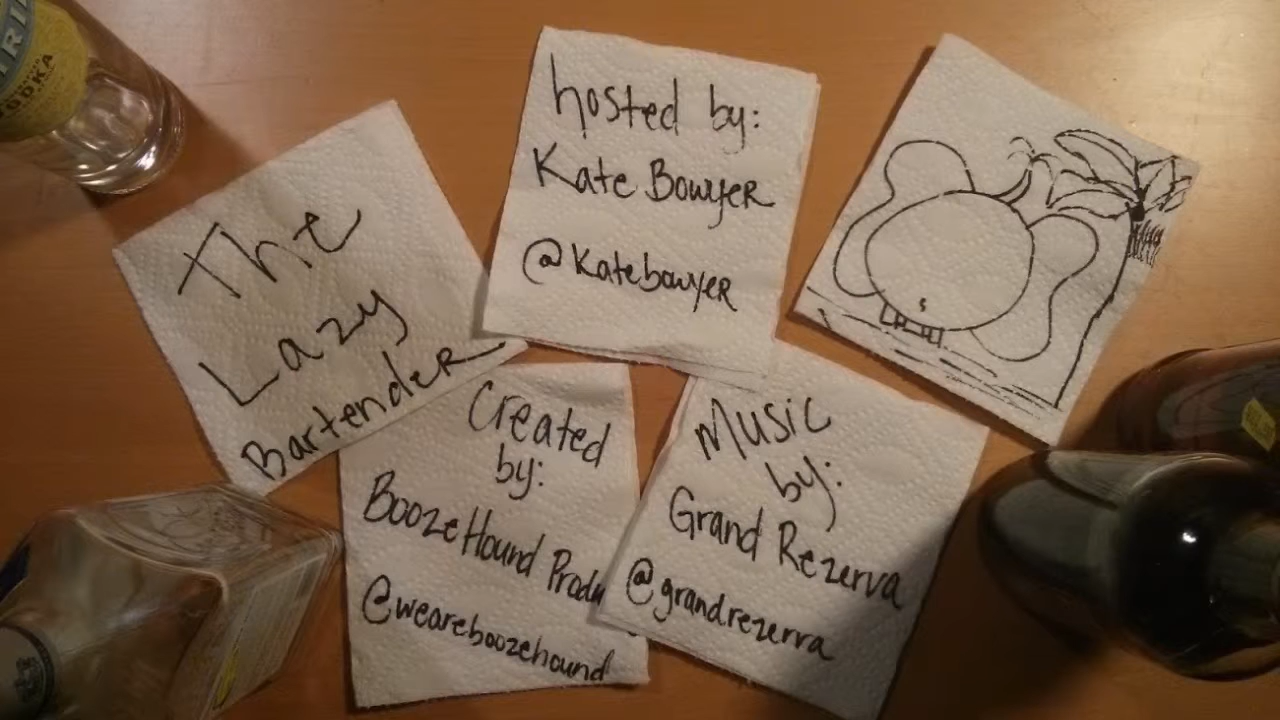 The
Lazy
BartendeR
hosted by:
Kate BowyeR
@KatebowyeR
Created
by:
BoozeHound Produ
@weareboozehound
Music
by:
Grand Rezerva
@grandrezerva